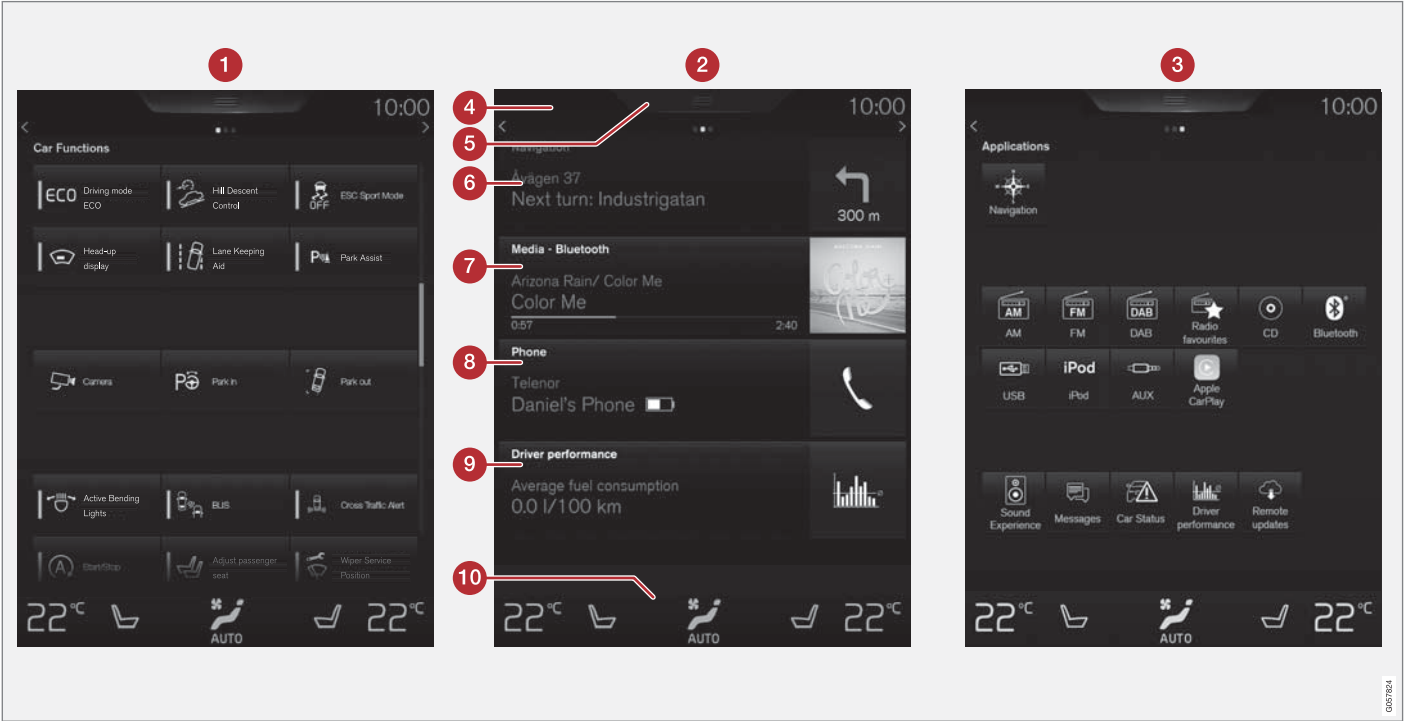 1
2
3
10:00
Car Functions
ECO Driving mode
ECO
Hill Descent
Control
OFF
ESC Sport Mode
Head-up
display
Lane Keeping
Aid
P Park Assist
Camera
P Park in
Park out
Active Bending
Lights
BLIS
Cross Traffic Alert
A Start/Stop
Adjust passenger
seat
Wiper Service
Position
22°C
AUTO
22°C
4
5
6
7
8
9
10
10:00
Navigation
Åvägen 37
Next turn: Industrigatan
300 m
Media - Bluetooth
Arizona Rain/ Color Me
Color Me
0:57
2:40
Color
Me
Phone
Telenor
Daniel's Phone
Driver performance
Average fuel consumption
0.0 l/100 km
22°C
AUTO
22°C
10:00
Applications
Navigation
AM
AM
FM
FM
DAB
DAB
Radio
favourites
CD
Bluetooth
USB
iPod
iPod
AUX
Apple
CarPlay
Sound
Experience
Messages
Car Status
Driver
performance
Remote
updates
22°C
AUTO
22°C
G057824